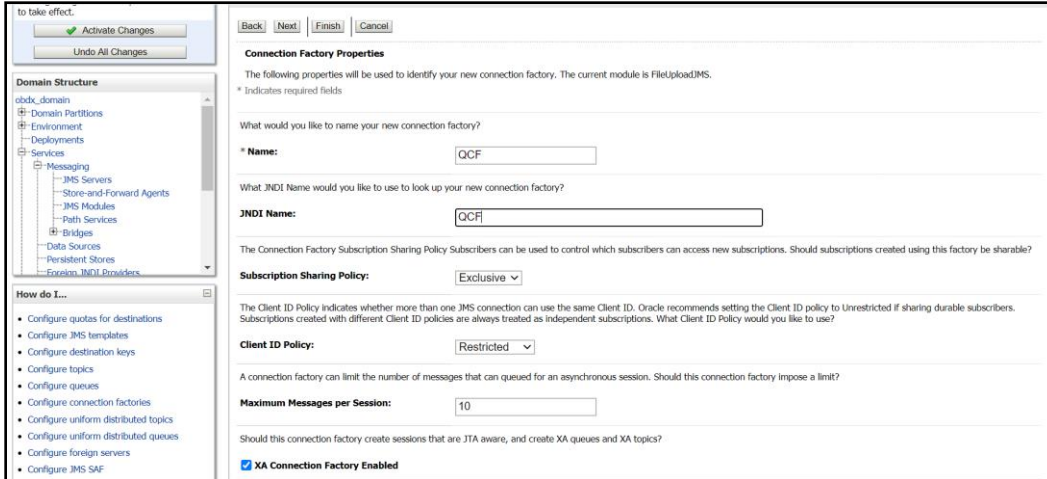 to take effect.
Activate Changes
Undo All Changes
Domain Structure
obdx_domain
Domain Partitions
Environment
Deployments
Services
Messaging
JMS Servers
Store-and-Forward Agents
JMS Modules
Path Services
Bridges
Data Sources
Persistent Stores
Foreign JNDI Providers
How do I...
Configure quotas for destinations
Configure JMS templates
Configure destination keys
Configure topics
Configure queues
Configure connection factories
Configure uniform distributed topics
Configure uniform distributed queues
Configure foreign servers
Configure JMS SAF
Back Next Finish Cancel
Connection Factory Properties
The following properties will be used to identify your new connection factory. The current module is FileUploadJMS.
* Indicates required fields
What would you like to name your new connection factory?
* Name: QCF
What JNDI Name would you like to use to look up your new connection factory?
JNDI Name: QCF
The Connection Factory Subscription Sharing Policy Subscribers can be used to control which subscribers can access new subscriptions. Should subscriptions created using this factory be sharable?
Subscription Sharing Policy: Exclusive
The Client ID Policy indicates whether more than one JMS connection can use the same Client ID. Oracle recommends setting the Client ID policy to Unrestricted if sharing durable subscribers.
Subscriptions created with different Client ID policies are always treated as independent subscriptions. What Client ID Policy would you like to use?
Client ID Policy: Restricted
A connection factory can limit the number of messages that can queued for an asynchronous session. Should this connection factory impose a limit?
Maximum Messages per Session: 10
Should this connection factory create sessions that are JTA aware, and create XA queues and XA topics?
XA Connection Factory Enabled